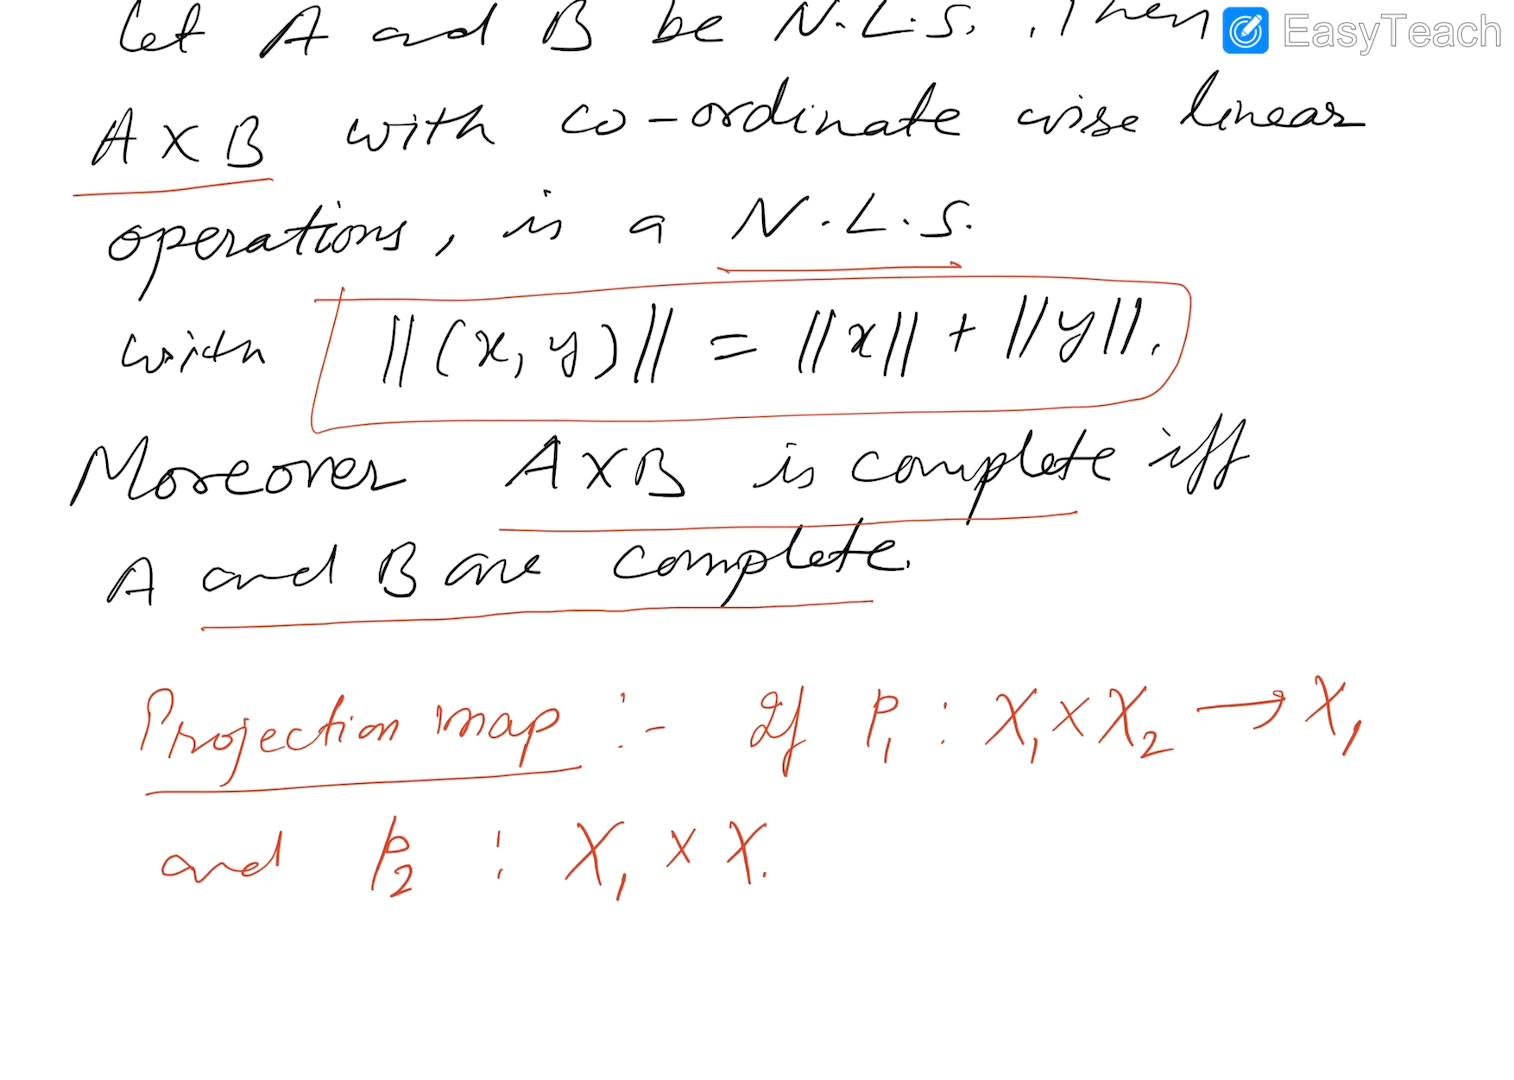 Let A and B be N.L.S. . Then
EasyTeach
A X B with co-ordinate wise linear
operations, is a N.L.S.
with ||(x, y)|| = ||x|| + ||y||.
Moreover A X B is complete iff
A and B are complete.
Projection map :- If P₁ : X₁ x X₂ → X₁
and P₂ : X₁ x X.